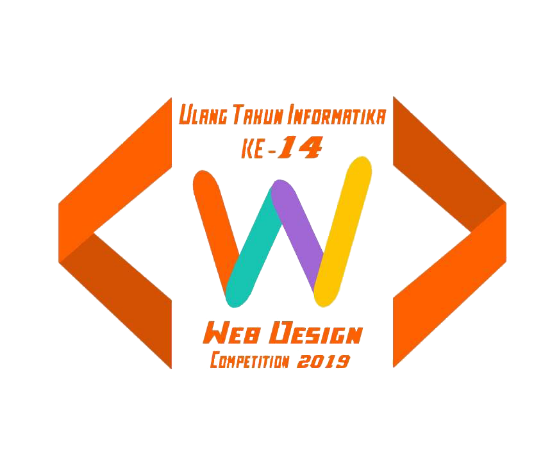 Ulang Tahun Informatika
KE-14
W
Web Design
Competition 2019